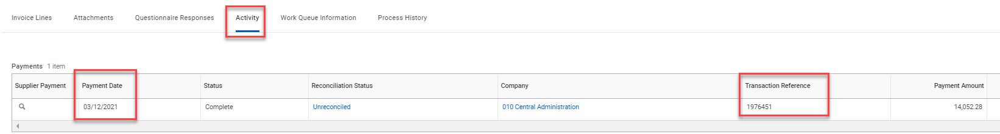 Invoice Lines Attachments Questionnaire Responses Activity Work Queue Information Process History
Payments 1 item
Supplier Payment Payment Date Status Reconciliation Status Company Transaction Reference Payment Amount
03/12/2021 Complete Unreconciled 010 Central Administration 1976451 14,052.28